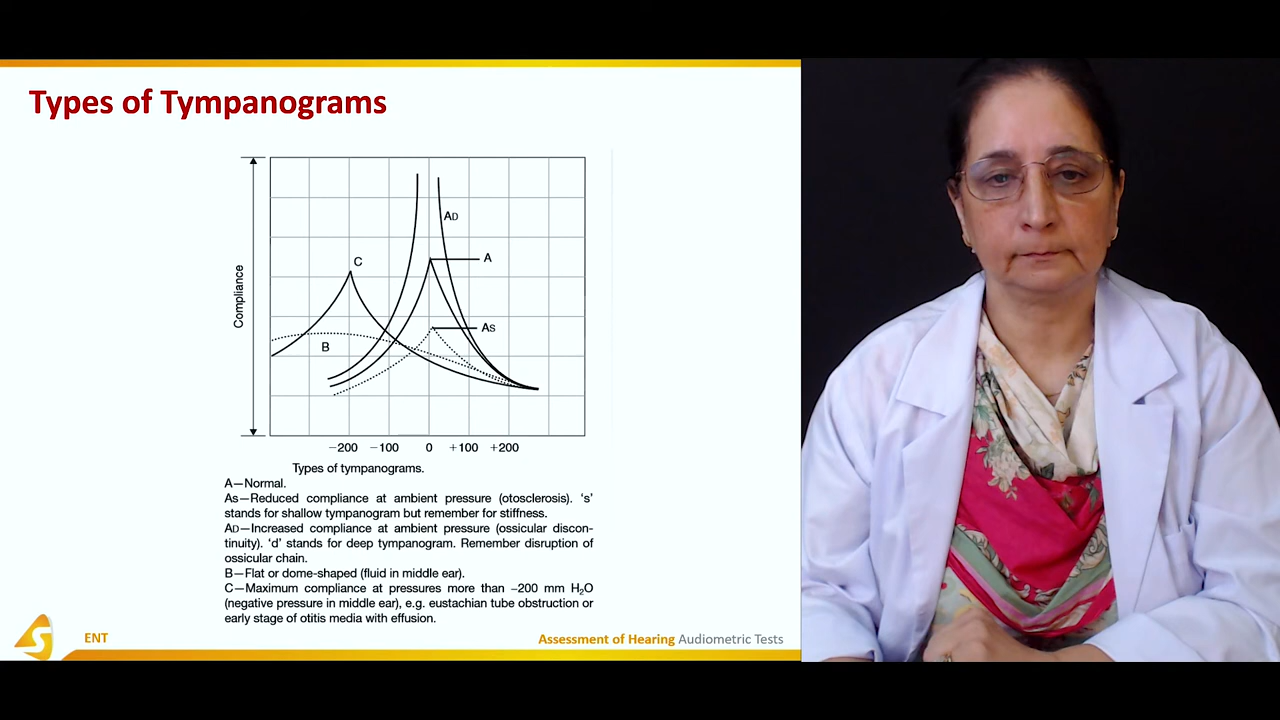 Types of Tympanograms
Compliance
AD
A
C
As
B
−200 −100 0 +100 +200
Types of tympanograms.
A—Normal.
As—Reduced compliance at ambient pressure (otosclerosis). ‘s’
stands for shallow tympanogram but remember for stiffness.
AD—Increased compliance at ambient pressure (ossicular discon-
tinuity). ‘d’ stands for deep tympanogram. Remember disruption of
ossicular chain.
B—Flat or dome-shaped (fluid in middle ear).
C—Maximum compliance at pressures more than −200 mm H₂O
(negative pressure in middle ear), e.g. eustachian tube obstruction or
early stage of otitis media with effusion.
ENT
Assessment of Hearing Audiometric Tests